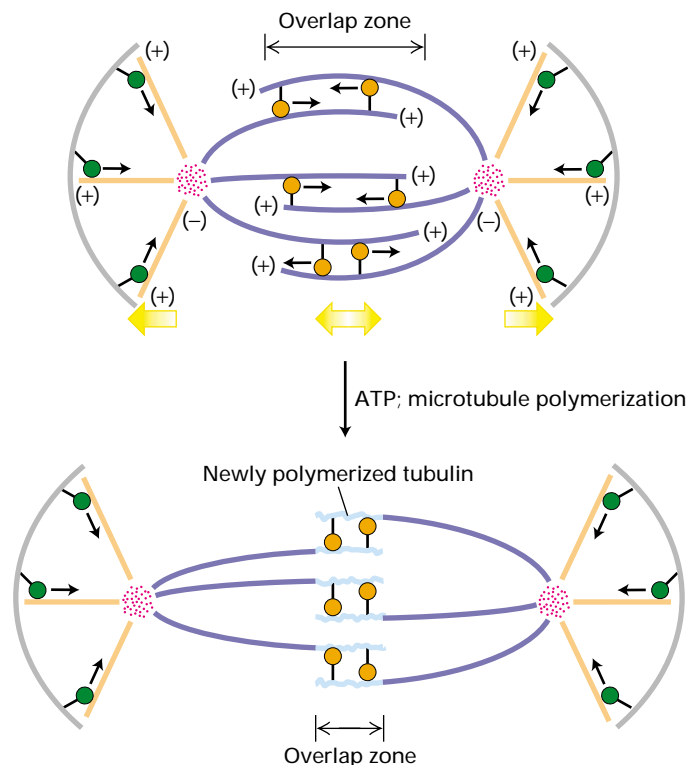 Overlap zone
(+) (+)
(+) (+)
(+) (+) (+) (+)
(−) (+) (−)
(+)
(+)
(+) (+)
ATP; microtubule polymerization
Newly polymerized tubulin
Overlap zone